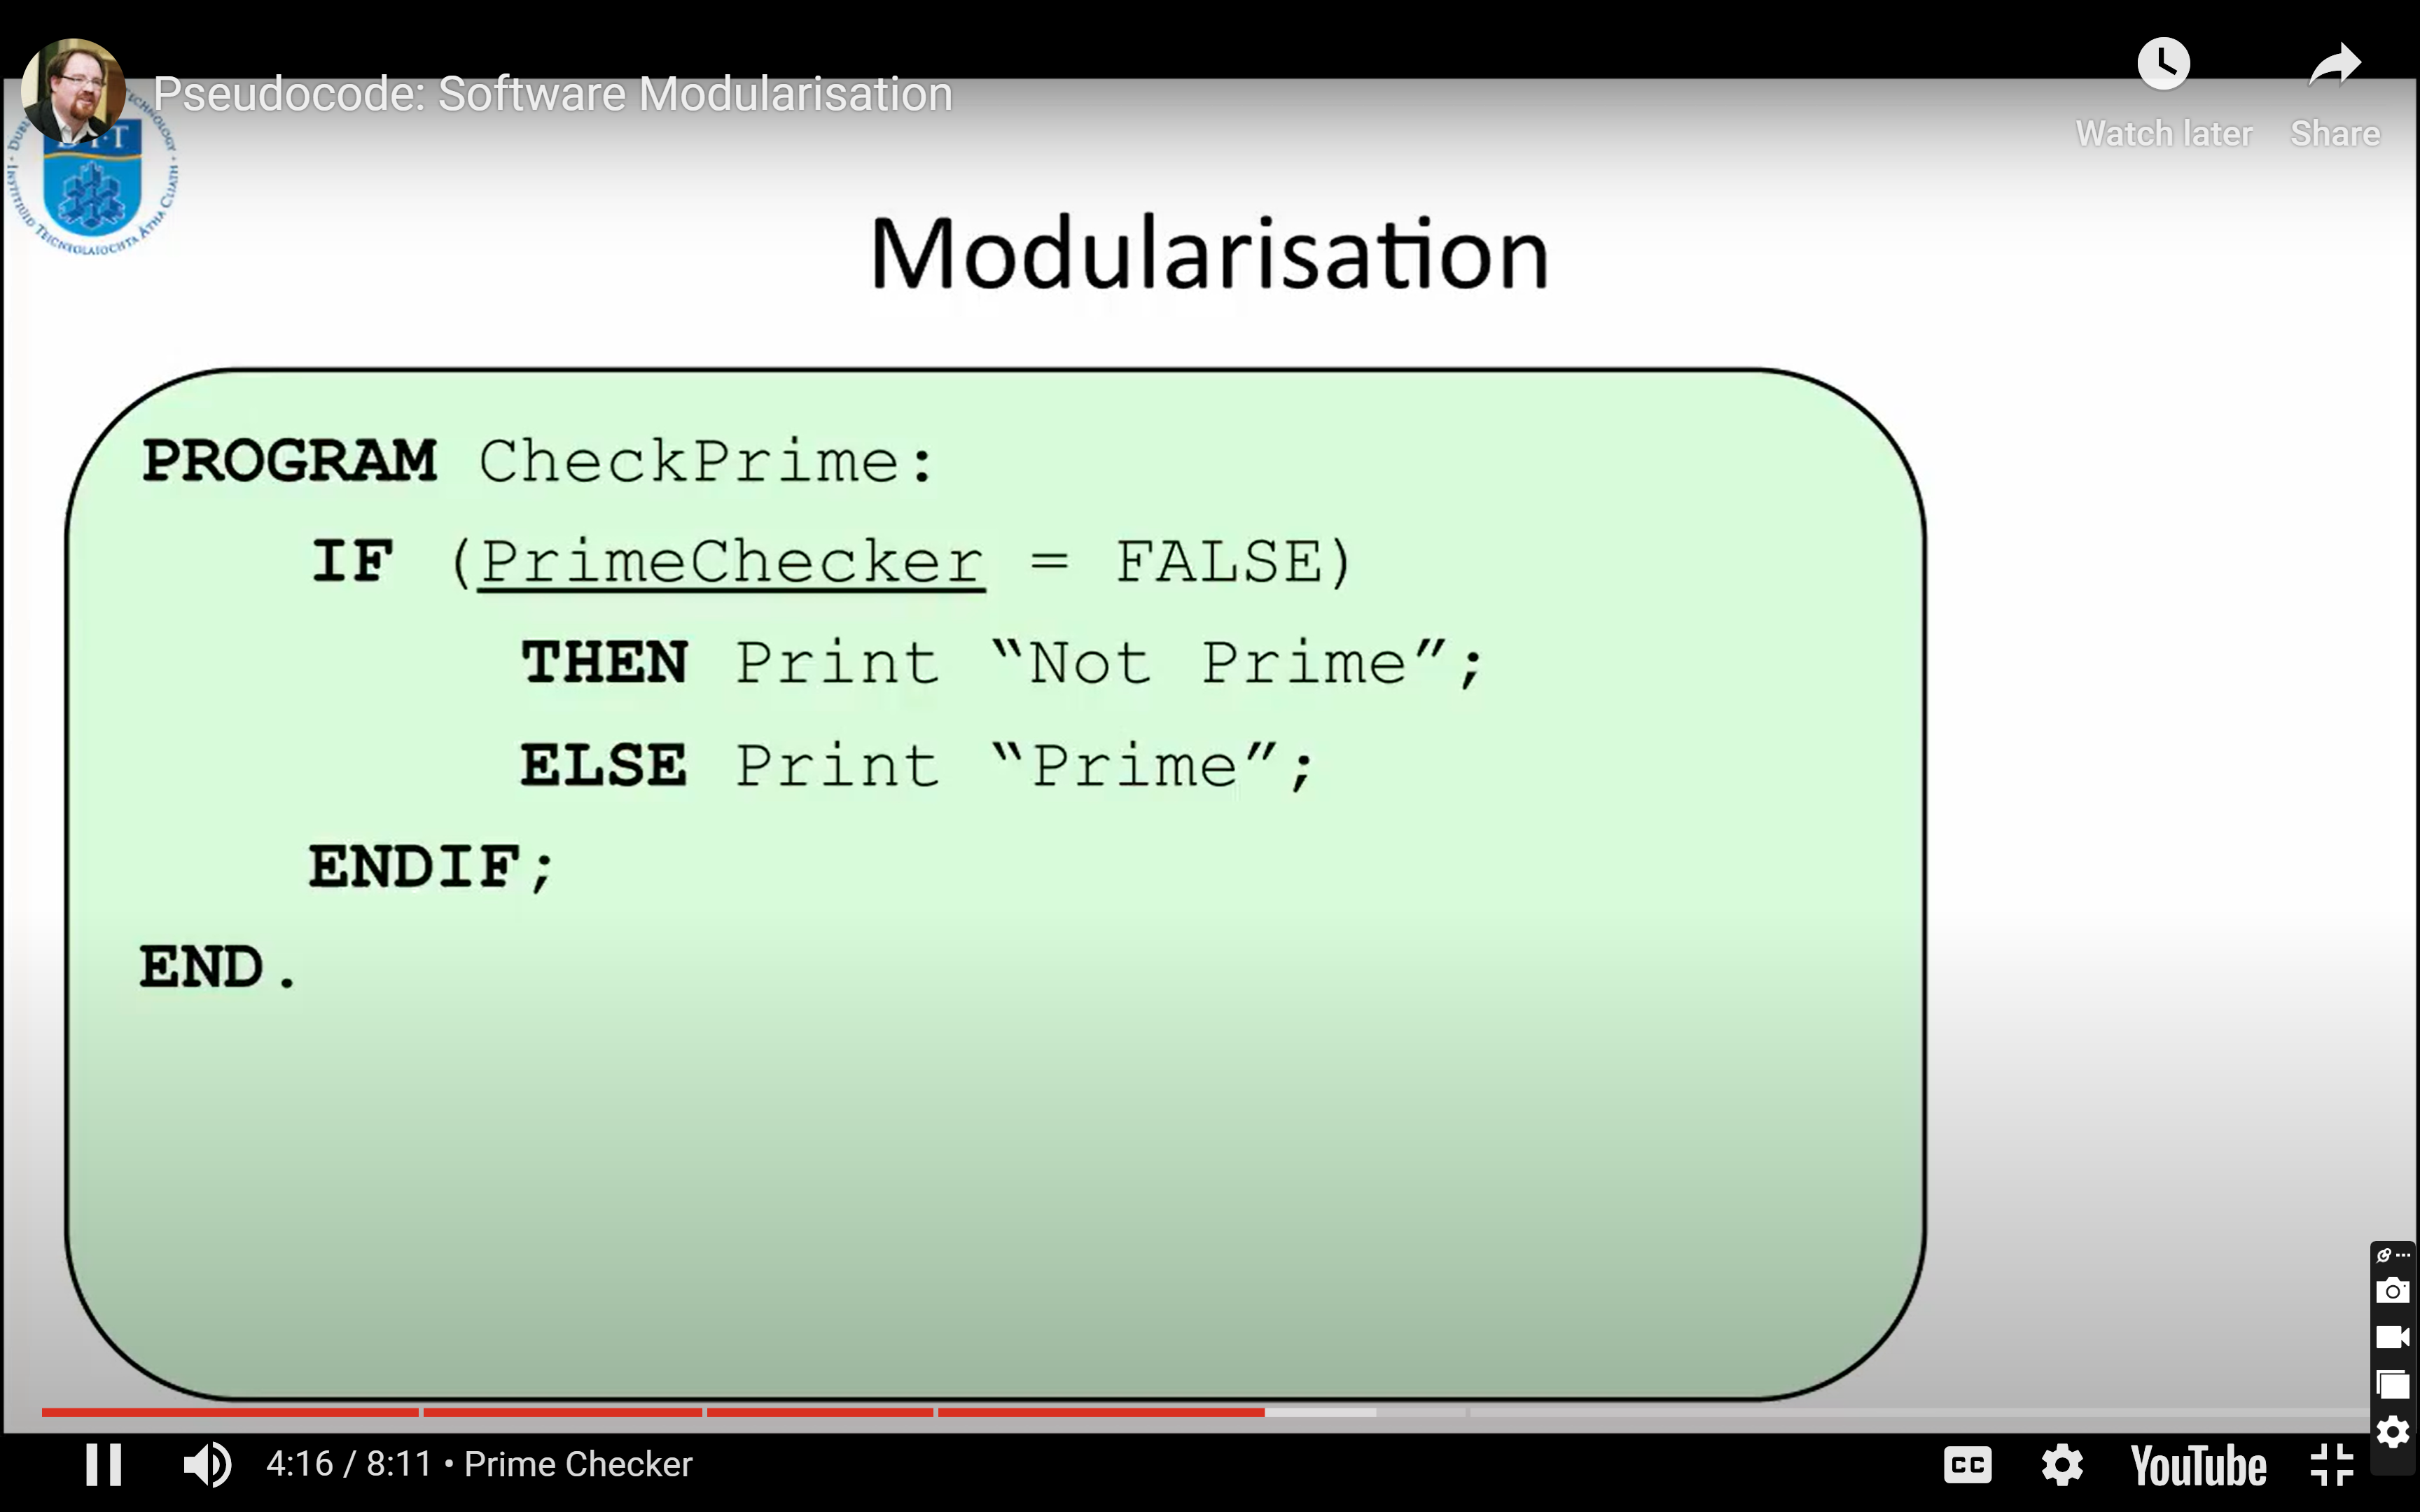 Pseudocode: Software Modularisation
Watch later
Share
Modularisation
PROGRAM CheckPrime:
IF (PrimeChecker = FALSE)
THEN Print “Not Prime”;
ELSE Print “Prime”;
ENDIF;
END.
4:16 / 8:11 • Prime Checker
CC
YouTube